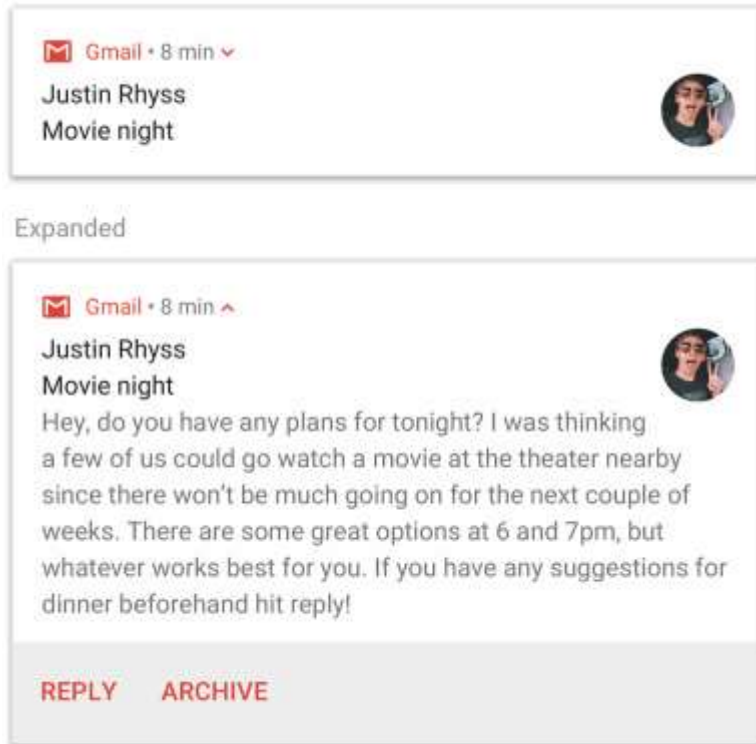 Gmail • 8 min
Justin Rhyss
Movie night
Expanded
Gmail • 8 min
Justin Rhyss
Movie night
Hey, do you have any plans for tonight? I was thinking
a few of us could go watch a movie at the theater nearby
since there won't be much going on for the next couple of
weeks. There are some great options at 6 and 7pm, but
whatever works best for you. If you have any suggestions for
dinner beforehand hit reply!
REPLY ARCHIVE